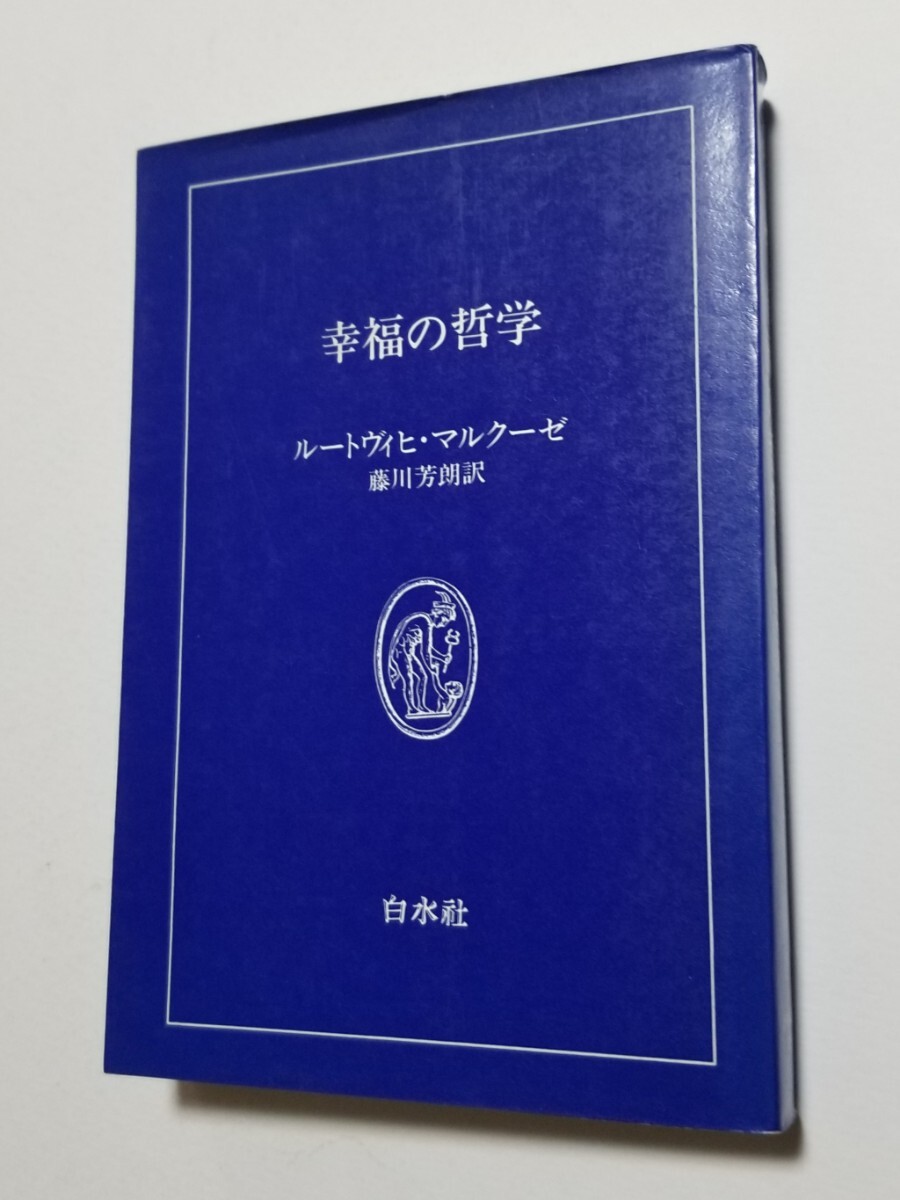 幸福の哲学
ルートヴィヒ・マルクーゼ
藤川芳朗訳
白水社